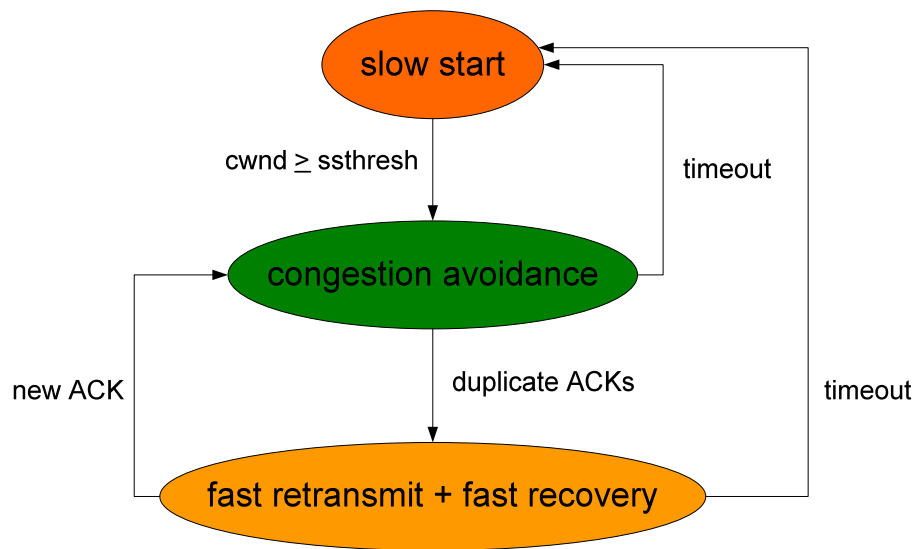 slow start
cwnd ≥ ssthresh
timeout
congestion avoidance
new ACK
duplicate ACKs
timeout
fast retransmit + fast recovery